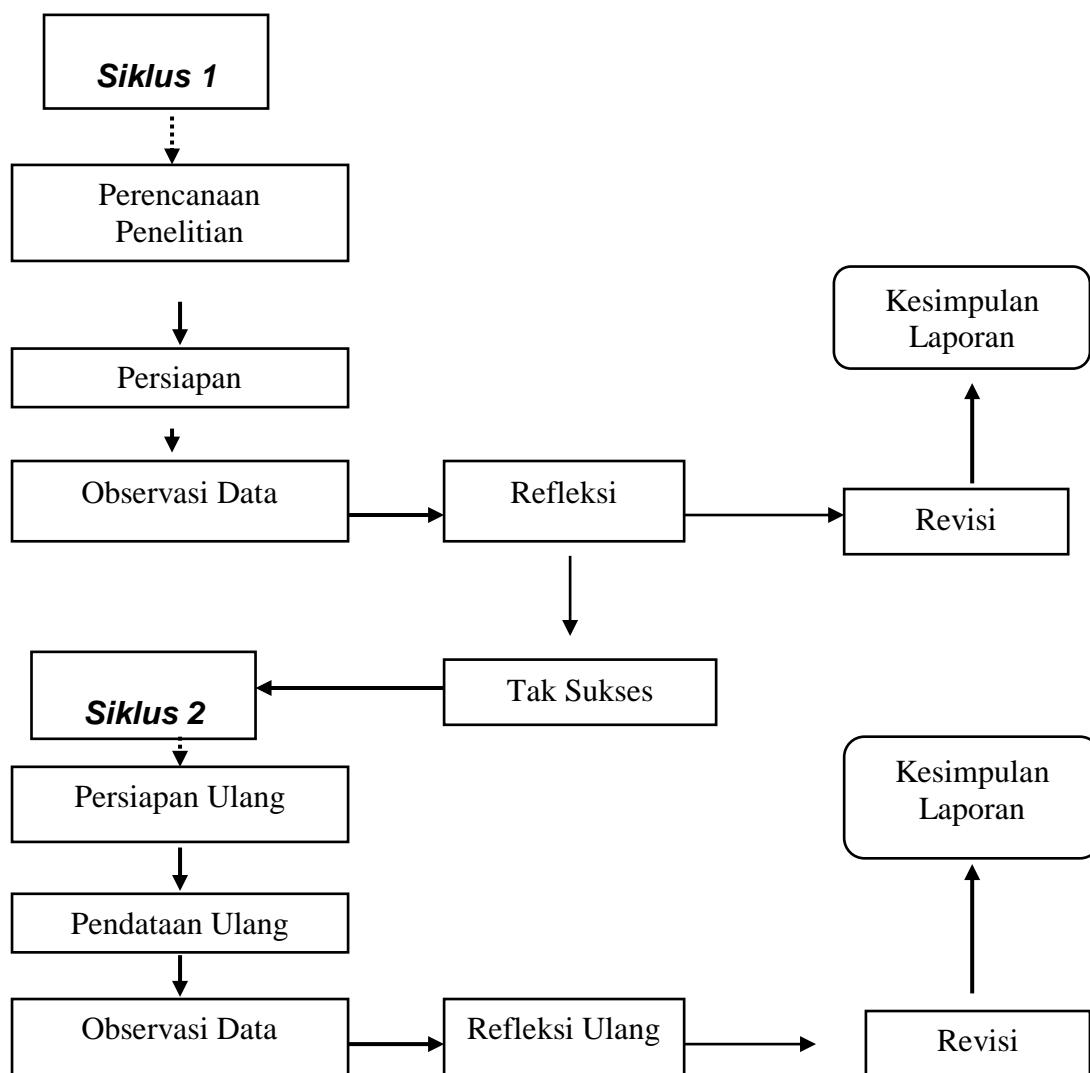 Siklus 1
Perencanaan
Penelitian
Kesimpulan
Laporan
Persiapan
Observasi Data
Refleksi
Revisi
Tak Sukses
Siklus 2
Persiapan Ulang
Kesimpulan
Laporan
Pendataan Ulang
Observasi Data
Refleksi Ulang
Revisi